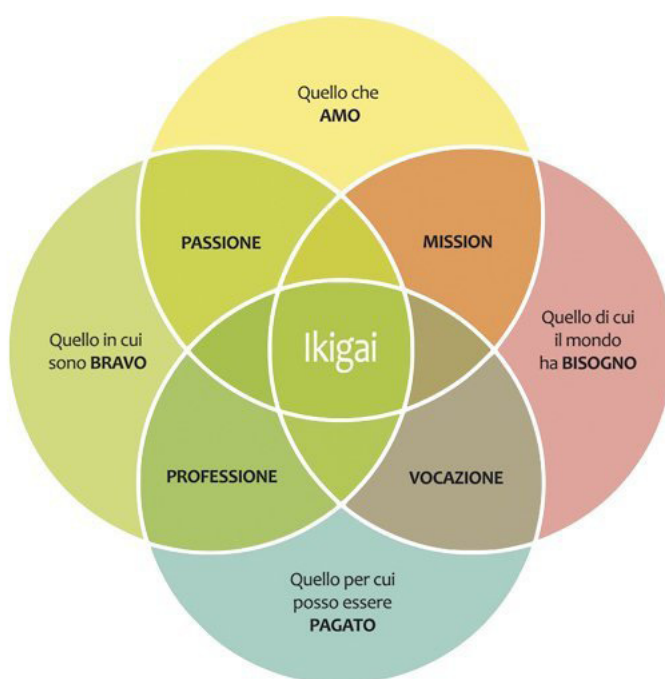 Quello che
AMO
PASSIONE
MISSION
Quello in cui
sono BRAVO
Ikigai
Quello di cui
il mondo
ha BISOGNO
PROFESSIONE
VOCAZIONE
Quello per cui
posso essere
PAGATO